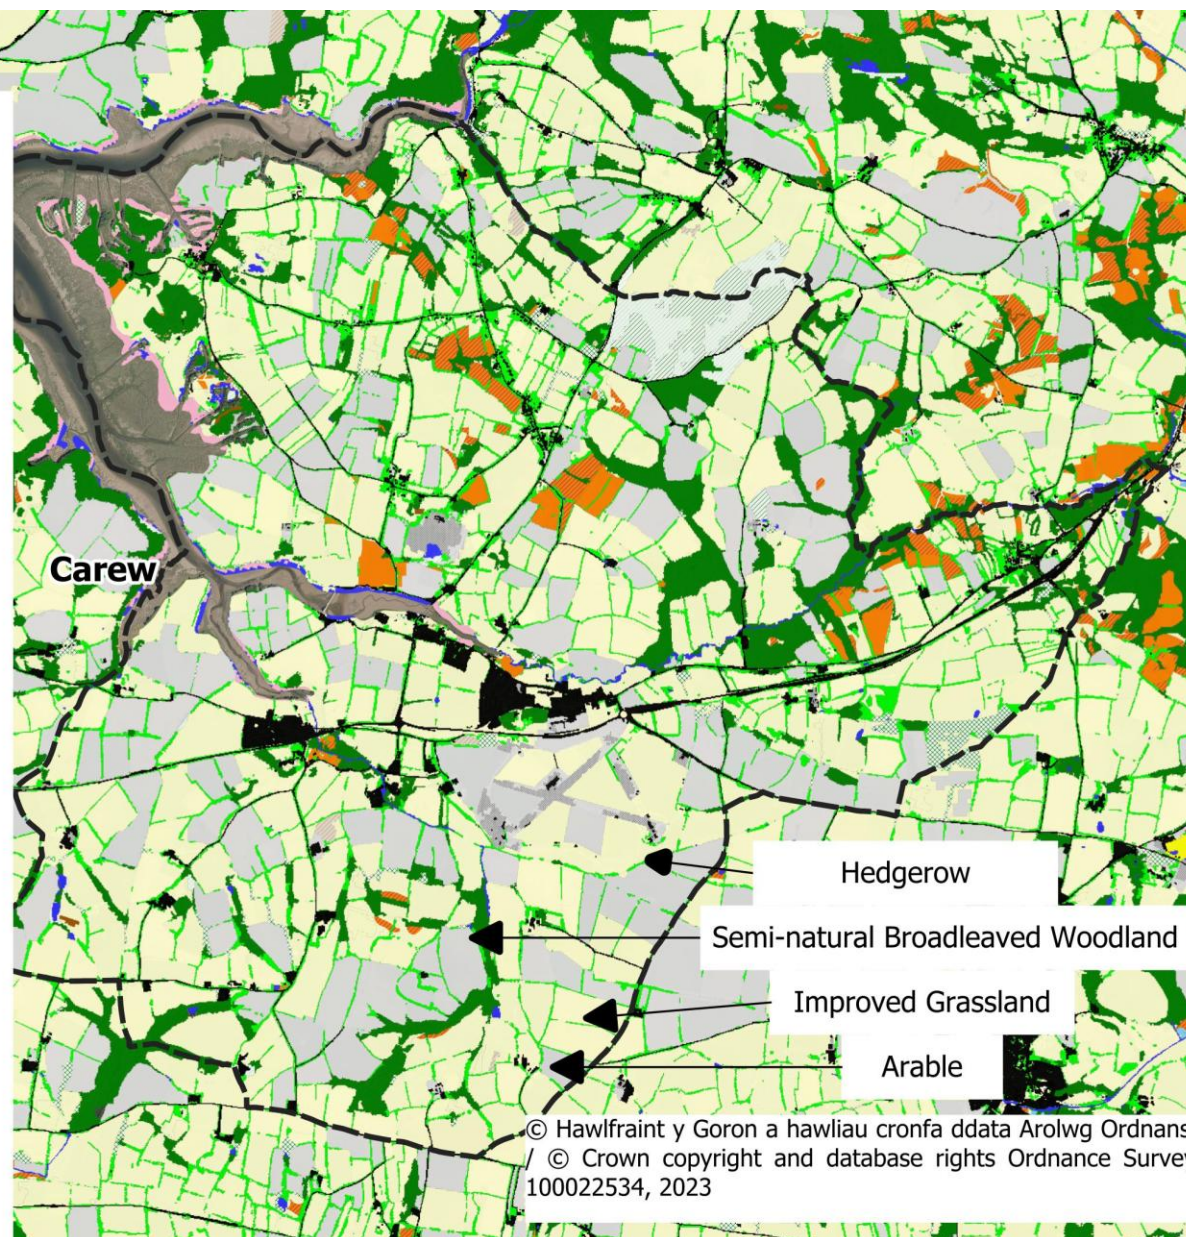 Carew
Hedgerow
Semi-natural Broadleaved Woodland
Improved Grassland
Arable
© Hawlfraint y Goron a hawliau cronfa ddata Arolwg Ordnans
/ © Crown copyright and database rights Ordnance Survey
100022534, 2023